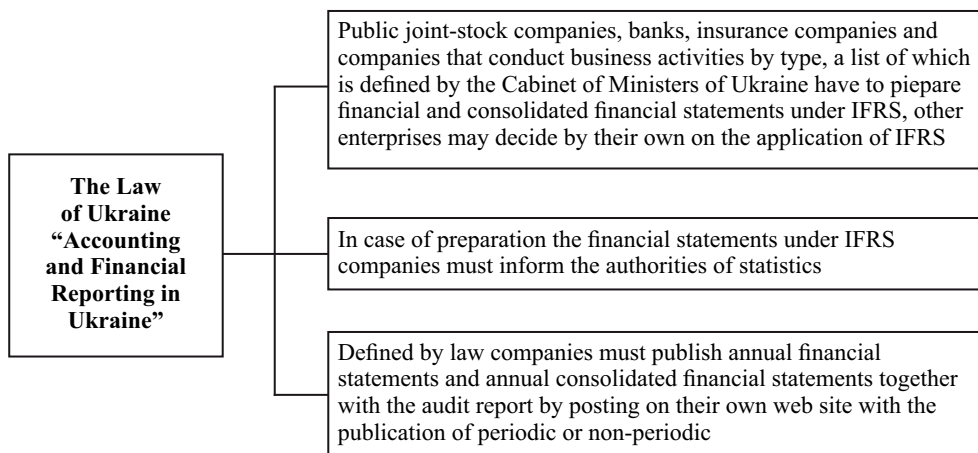 The Law
of Ukraine
“Accounting
and Financial
Reporting in
Ukraine”
Public joint-stock companies, banks, insurance companies and
companies that conduct business activities by type, a list of which
is defined by the Cabinet of Ministers of Ukraine have to piepare
financial and consolidated financial statements under IFRS, other
enterprises may decide by their own on the application of IFRS
In case of preparation the financial statements under IFRS
companies must inform the authorities of statistics
Defined by law companies must publish annual financial
statements and annual consolidated financial statements together
with the audit report by posting on their own web site with the
publication of periodic or non-periodic